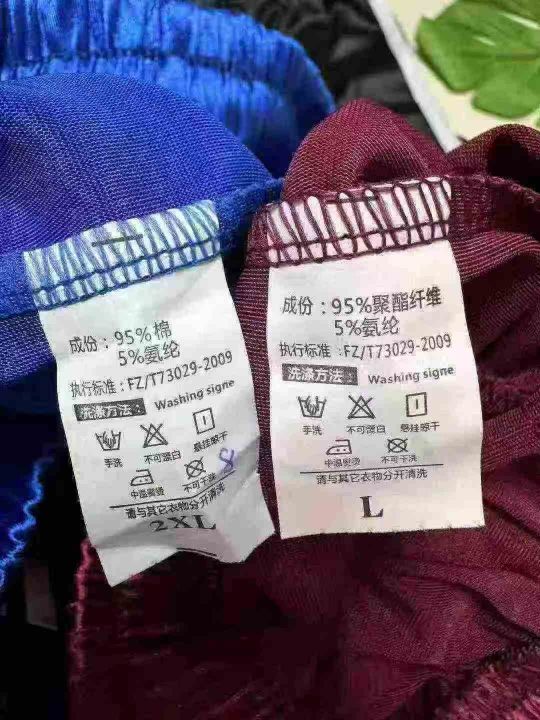 成份：95%棉
5%氨纶
执行标准：FZ/T73029-2009
洗涤方法： Washing signe
手洗 不可漂白 悬挂晾干
中温熨烫 不可干洗
8
请与其它衣物分开清洗
2XL
成份：95%聚酯纤维
5%氨纶
执行标准：FZ/T73029-2009
洗涤方法： Washing signe
手洗 不可漂白 悬挂晾干
中温熨烫 不可干洗
请与其它衣物分开清洗
L